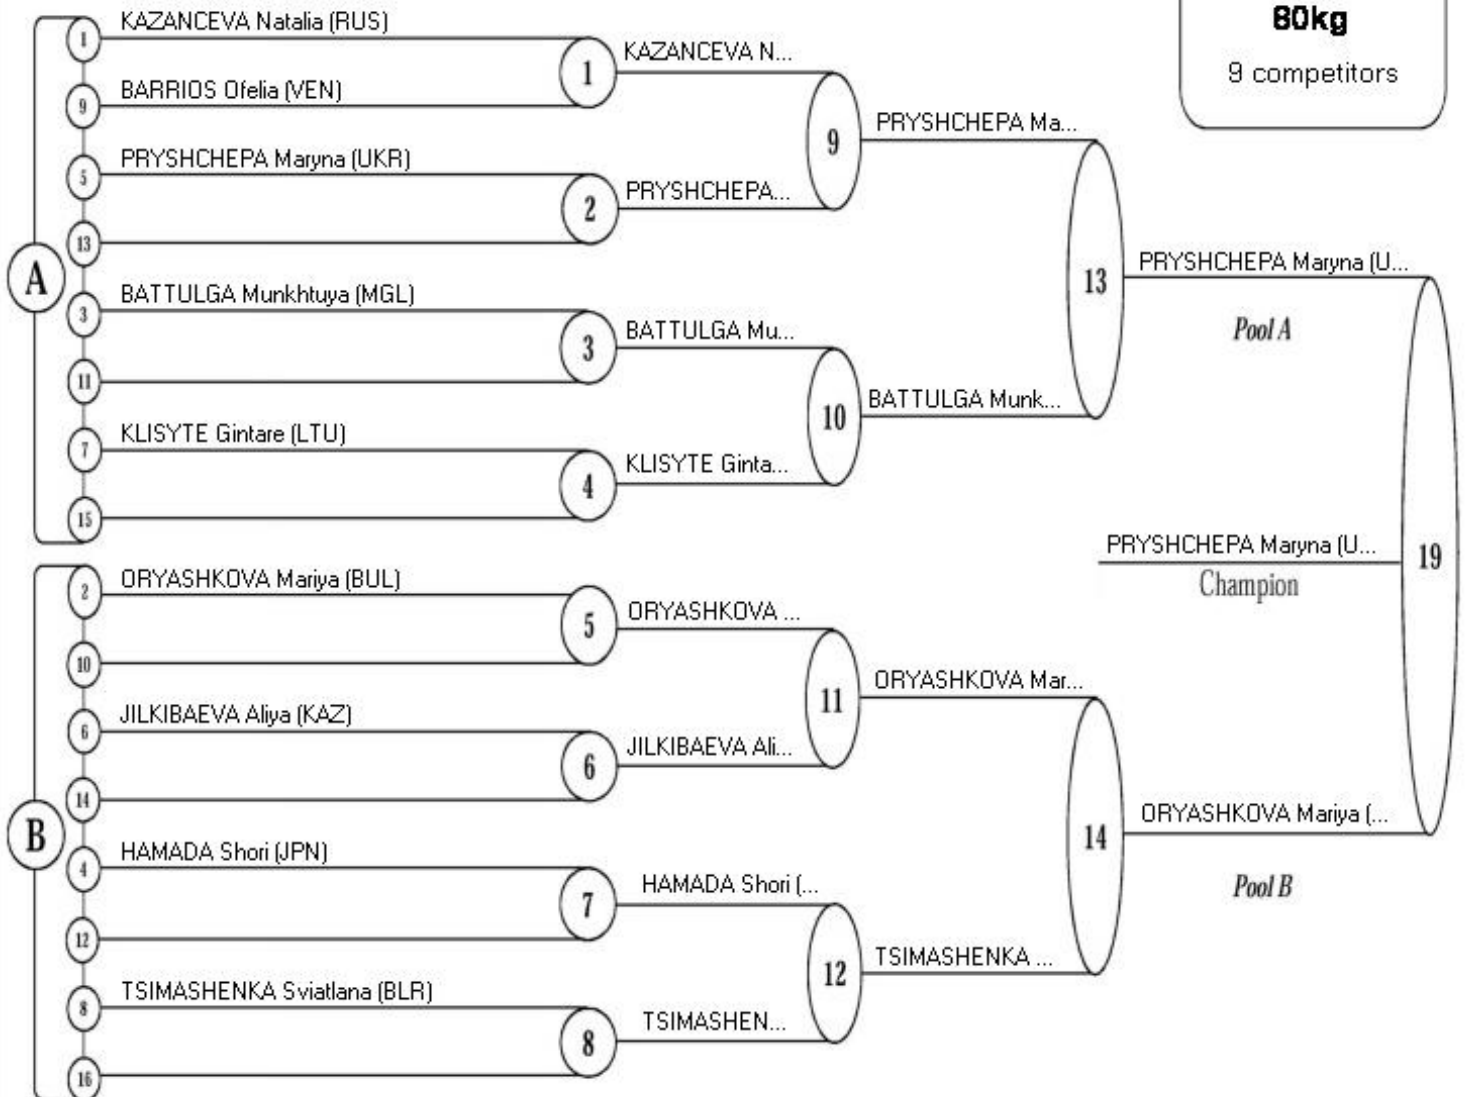 80kg
9 competitors
1 KAZANCEVA Natalia (RUS)
9 BARRIOS Ofelia (VEN)
5 PRYSHCHEPA Maryna (UKR)
13
A
3 BATTULGA Munkhtuya (MGL)
11
7 KLISYTE Gintare (LTU)
15
2 ORYASHKOVA Mariya (BUL)
10
6 JILKIBAEVA Aliya (KAZ)
14
B
4 HAMADA Shori (JPN)
12
8 TSIMASHENKA Sviatlana (BLR)
16
1 KAZANCEVA N...
2 PRYSHCHEPA...
3 BATTULGA Mu...
4 KLISYTE Ginta...
5 ORYASHKOVA ...
6 JILKIBAEVA Ali...
7 HAMADA Shori (...
8 TSIMASHEN...
9 PRYSHCHEPA Ma...
10 BATTULGA Munk...
11 ORYASHKOVA Mar...
12 TSIMASHENKA ...
13 PRYSHCHEPA Maryna (U...
Pool A
14 ORYASHKOVA Mariya (...
Pool B
PRYSHCHEPA Maryna (U...
Champion
19